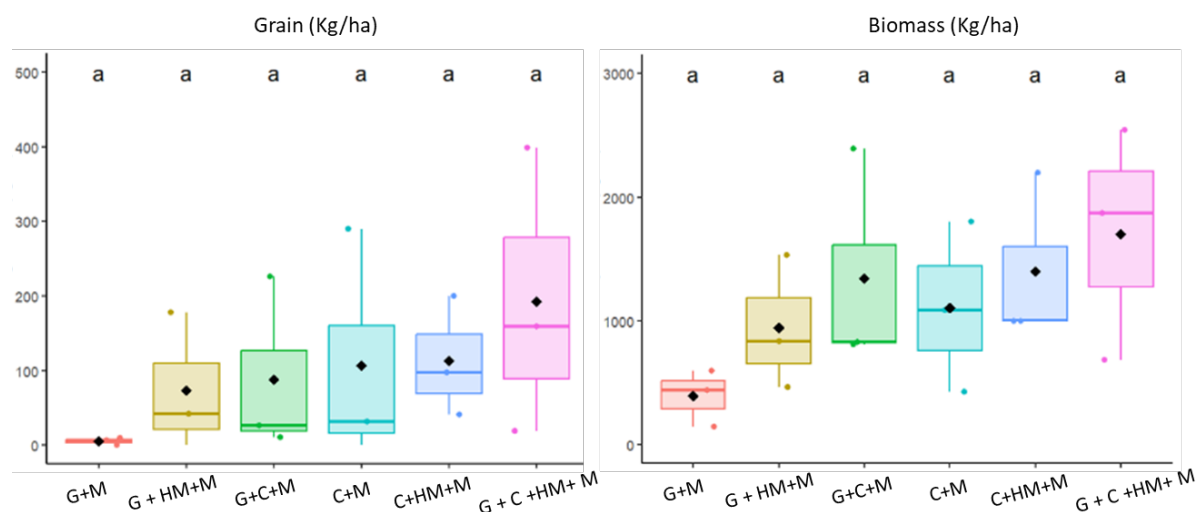 Grain (Kg/ha)
500
400
300
200
100
0
a a a a a a
G+M G + HM+M G+C+M C+M C+HM+M G + C +HM+ M
Biomass (Kg/ha)
3000
2000
1000
0
a a a a a a
G+M G + HM+M G+C+M C+M C+HM+M G + C +HM+ M